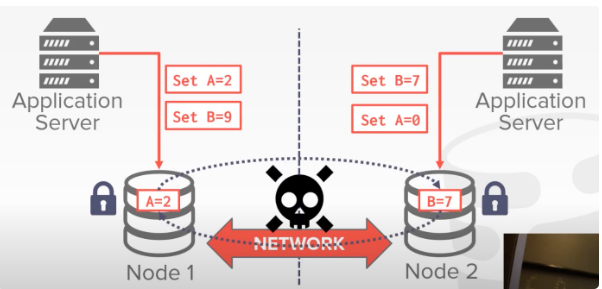 Set A=2
Set B=9
Application
Server
A=2
Node 1
NETWORK
Set B=7
Set A=0
Application
Server
B=7
Node 2